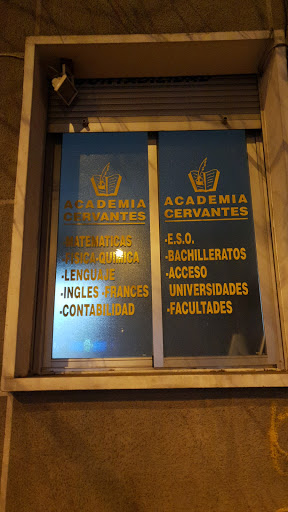 ACADEMIA
CERVANTES
-MATEMATICAS
-FISICA-QUIMICA
-LENGUAJE
-INGLES -FRANCES
-CONTABILIDAD
ACADEMIA
CERVANTES
-E.S.O.
-BACHILLERATOS
-ACCESO
UNIVERSIDADES
-FACULTADES